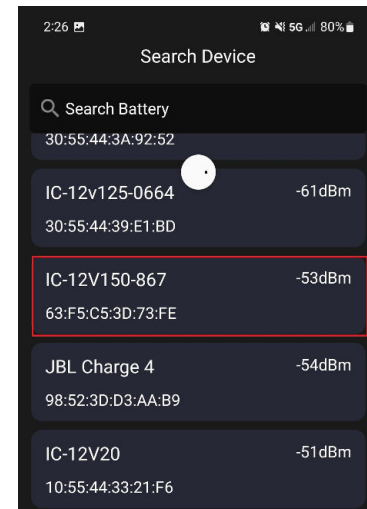 2:26 5G 80%
Search Device
Search Battery
30:55:44:3A:92:52
IC-12v125-0664 -61dBm
30:55:44:39:E1:BD
IC-12V150-867 -53dBm
63:F5:C5:3D:73:FE
JBL Charge 4 -54dBm
98:52:3D:D3:AA:B9
IC-12V20 -51dBm
10:55:44:33:21:F6